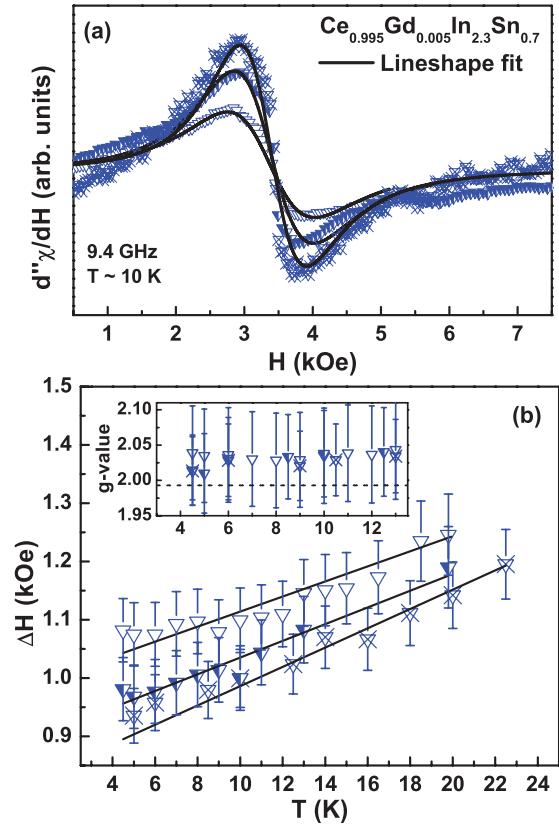 (a)
Ce0.995Gd0.005In2.3Sn0.7
Lineshape fit
d"χ/dH (arb. units)
9.4 GHz
T ~ 10 K
1 2 3 4 5 6 7
H (kOe)
(b)
1.5
1.4
1.3
1.2
1.1
1.0
0.9
ΔH (kOe)
2.10
2.05
2.00
1.95
g-value
4 6 8 10 12
4 6 8 10 12 14 16 18 20 22 24
T (K)